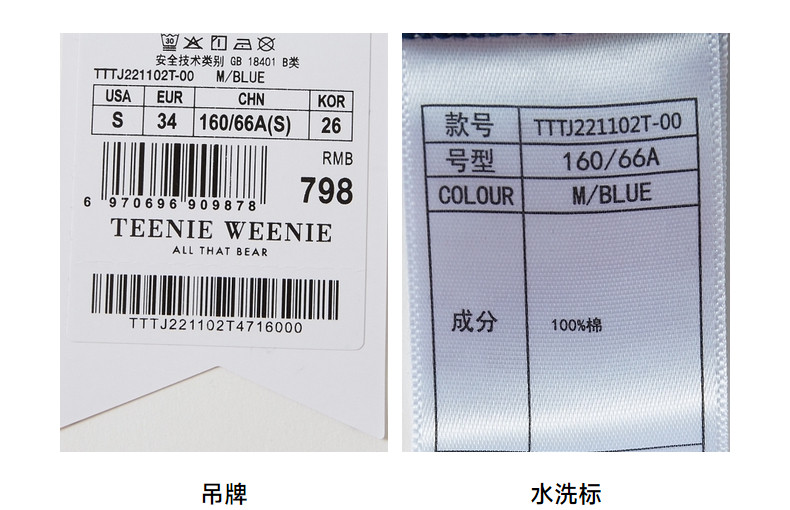 30
安全技术类别 GB 18401 B类
TTTJ221102T-00 M/BLUE
USA EUR CHN KOR
S 34 160/66A(S) 26
RMB
798
6 970696 909878
TEENIE WEENIE
ALL THAT BEAR
TTTJ221102T4716000
款号 TTTJ221102T-00
号型 160/66A
COLOUR M/BLUE
成分 100%棉
吊牌
水洗标